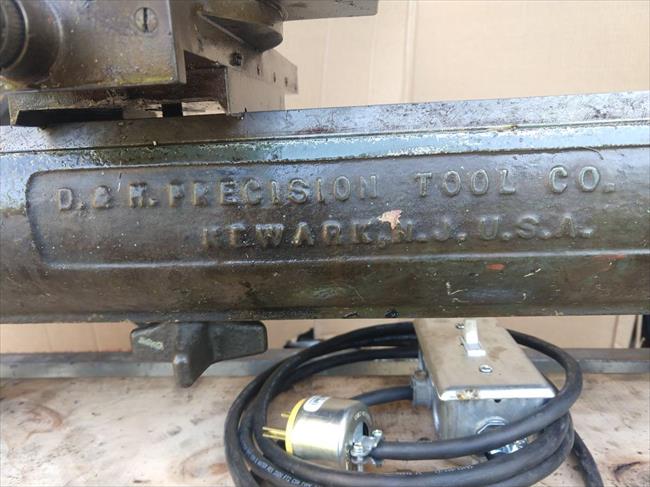 D. & H. PRECISION TOOL CO.
NEWARK, N.J. U.S.A.